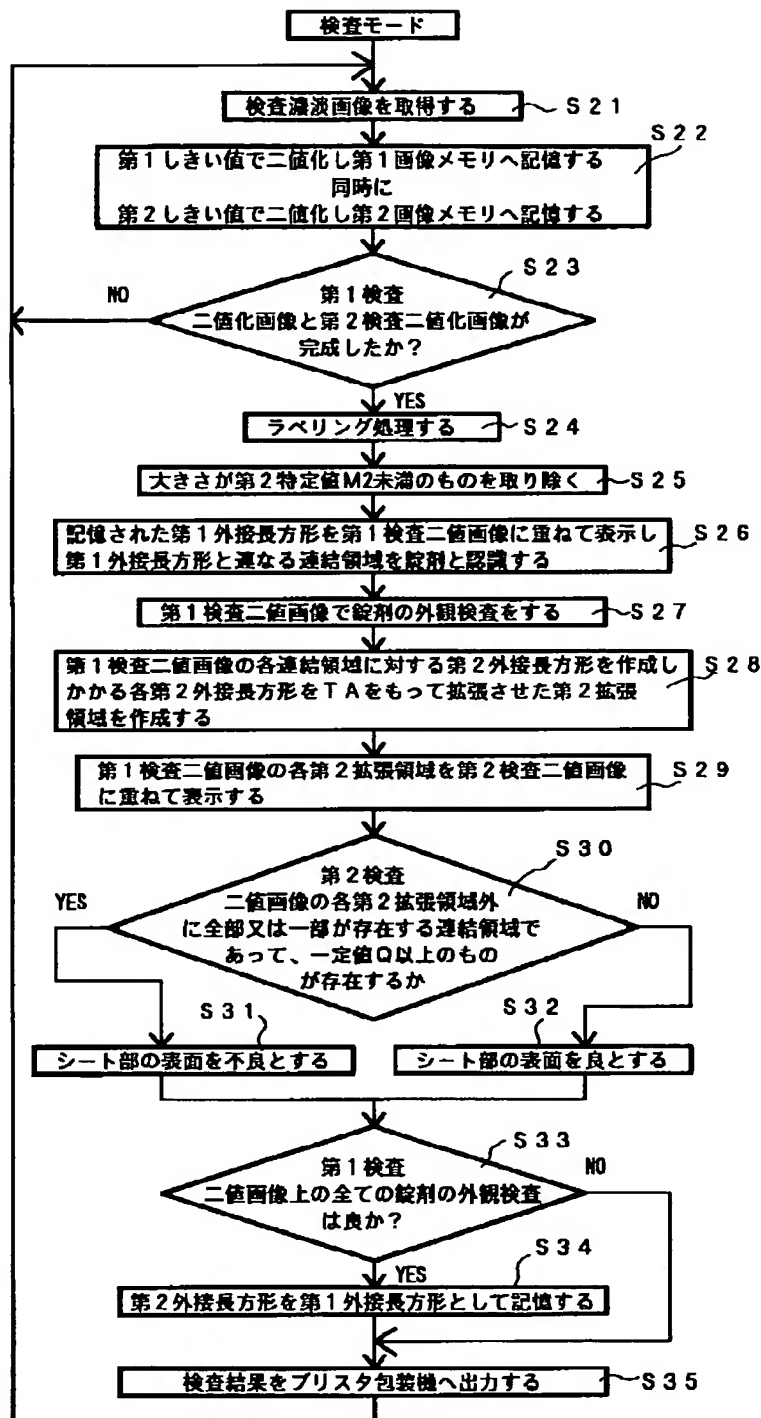 検査モード
検査濃淡画像を取得する
S21
S22
第1しきい値で二値化し第1画像メモリへ記憶する
同時に
第2しきい値で二値化し第2画像メモリへ記憶する
S23
NO
第1検査
二値化画像と第2検査二値化画像が
完成したか?
YES
ラベリング処理する
S24
大きさが第2特定値M2未満のものを取り除く
S25
記憶された第1外接長方形を第1検査二値画像に重ねて表示し
第1外接長方形と連なる連結領域を錠剤と認識する
S26
第1検査二値画像で錠剤の外観検査をする
S27
第1検査二値画像の各連結領域に対する第2外接長方形を作成し
かかる各第2外接長方形をTAをもって拡張させた第2拡張
領域を作成する
S28
第1検査二値画像の各第2拡張領域を第2検査二値画像
に重ねて表示する
S29
S30
YES
第2検査
二値画像の各第2拡張領域外
に全部又は一部が存在する連結領域で
あって、一定値Q以上のもの
が存在するか
NO
S31
S32
シート部の表面を不良とする
シート部の表面を良とする
S33
第1検査
二値画像上の全ての錠剤の外観検査
は良か?
NO
S34
YES
第2外接長方形を第1外接長方形として記憶する
検査結果をブリスタ包装機へ出力する
S35